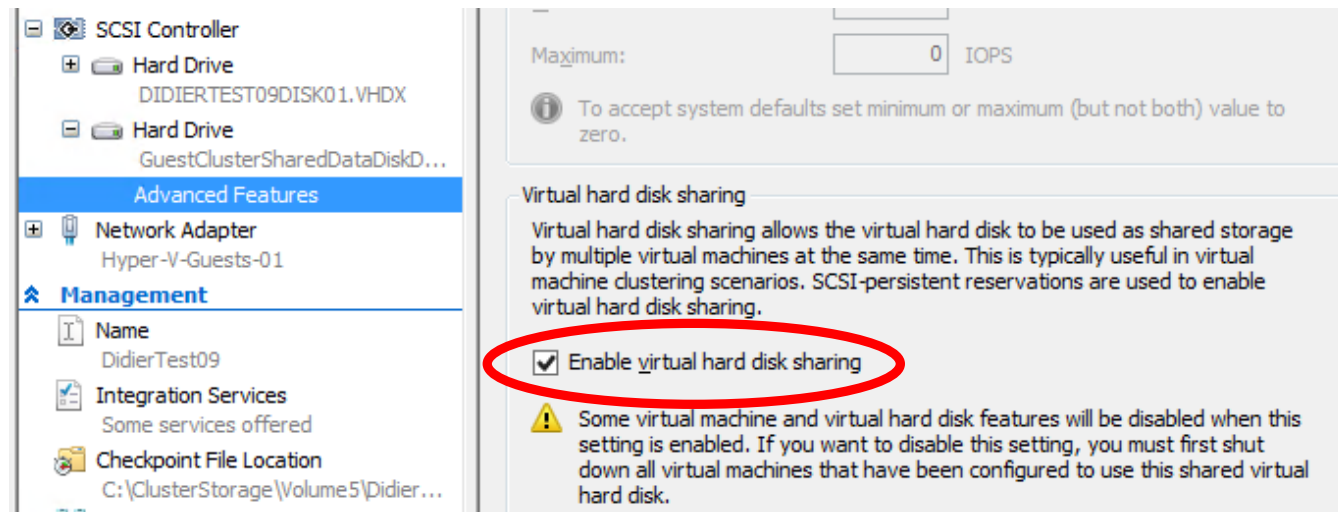 SCSI Controller
Hard Drive
DIDIERTEST09DISK01.VHDX
Hard Drive
GuestClusterSharedDataDiskD...
Advanced Features
Network Adapter
Hyper-V-Guests-01
Management
Name
DidierTest09
Integration Services
Some services offered
Checkpoint File Location
C:\ClusterStorage\Volume5\Didier...
Maximum: 0 IOPS
To accept system defaults set minimum or maximum (but not both) value to
zero.
Virtual hard disk sharing
Virtual hard disk sharing allows the virtual hard disk to be used as shared storage
by multiple virtual machines at the same time. This is typically useful in virtual
machine clustering scenarios. SCSI-persistent reservations are used to enable
virtual hard disk sharing.
Enable virtual hard disk sharing
Some virtual machine and virtual hard disk features will be disabled when this
setting is enabled. If you want to disable this setting, you must first shut
down all virtual machines that have been configured to use this shared virtual
hard disk.